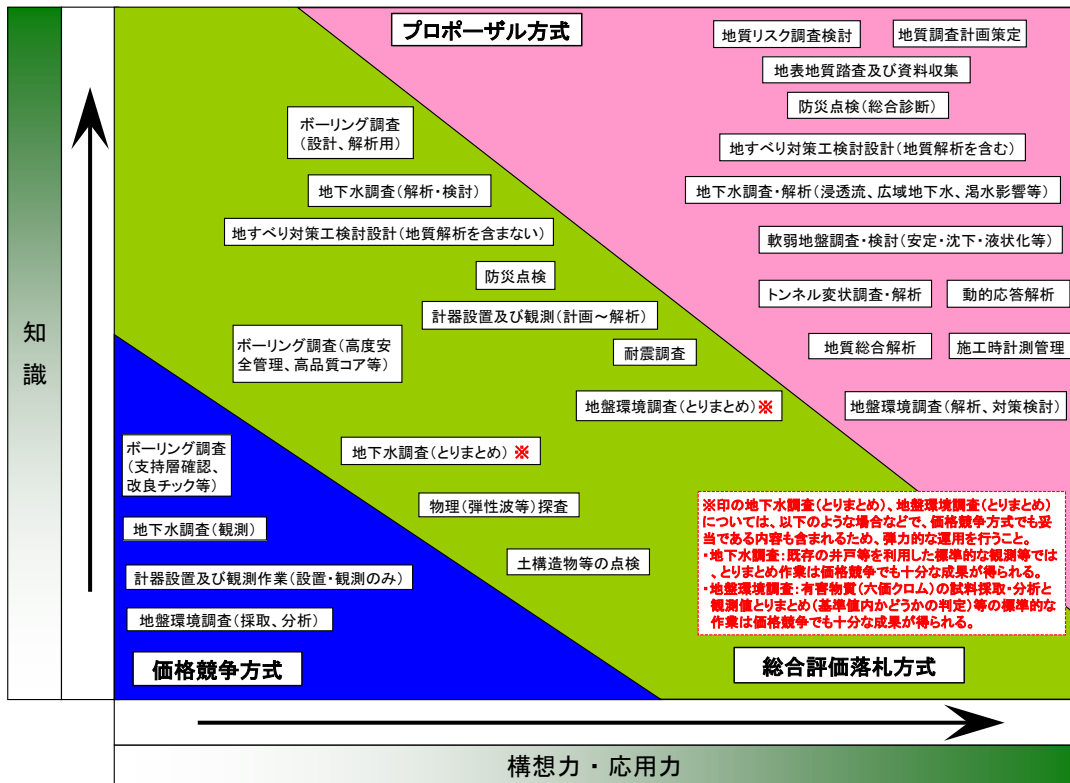 プロポーザル方式
地質リスク調査検討
地質調査計画策定
地表地質踏査及び資料収集
防災点検(総合診断)
ボーリング調査
(設計、解析用)
地すべり対策工検討設計(地質解析を含む)
地下水調査(解析・検討)
地下水調査・解析(浸透流、広域地下水、渇水影響等)
地すべり対策工検討設計(地質解析を含まない)
軟弱地盤調査・検討(安定・沈下・液状化等)
防災点検
トンネル変状調査・解析
動的応答解析
計器設置及び観測(計画～解析)
知
識
ボーリング調査(高度安
全管理、高品質コア等)
耐震調査
地質総合解析
施工時計測管理
地盤環境調査(とりまとめ)※
地盤環境調査(解析、対策検討)
ボーリング調査
(支持層確認、
改良チック等)
地下水調査(とりまとめ) ※
物理(弾性波等)探査
地下水調査(観測)
土構造物等の点検
計器設置及び観測作業(設置・観測のみ)
地盤環境調査(採取、分析)
※印の地下水調査(とりまとめ)、地盤環境調査(とりまとめ)
については、以下のような場合などで、価格競争方式でも妥
当である内容も含まれるため、弾力的な運用を行うこと。
・地下水調査:既存の井戸等を利用した標準的な観測等では
、とりまとめ作業は価格競争でも十分な成果が得られる。
・地盤環境調査:有害物質(六価クロム)の試料採取・分析と
観測値とりまとめ(基準値内かどうかの判定)等の標準的な
作業は価格競争でも十分な成果が得られる。
価格競争方式
総合評価落札方式
構想力・応用力